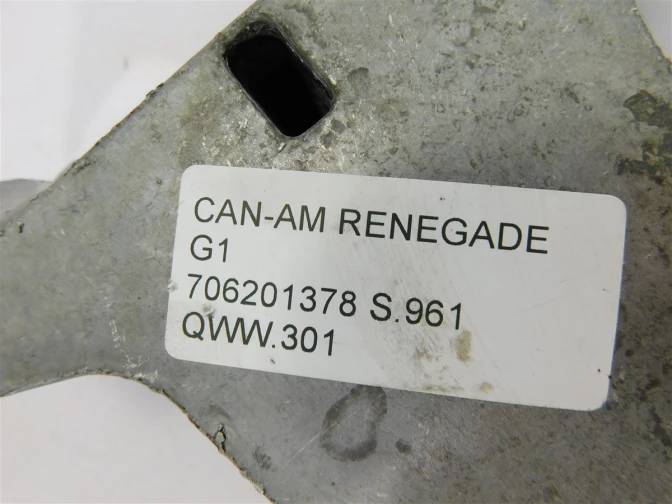 CAN-AM RENEGADE
G1
706201378 S.961
QWW.301